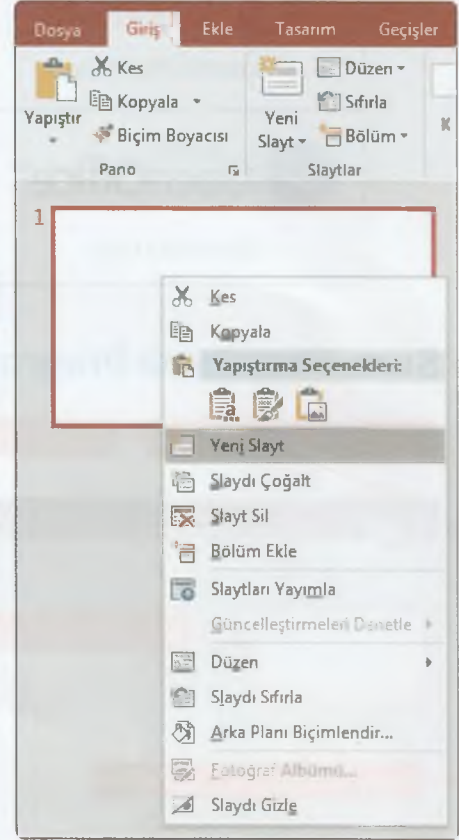 Dosya Giriş Ekle Tasarım Geçişler
Kes
Kopyala
Biçim Boyacısı
Yapıştır
Pano
Yeni Slayt
Düzen
Sıfırla
Bölüm
Slaytlar
K
1
Kes
Kopyala
Yapıştırma Seçenekleri:
Yeni Slayt
Slaydı Çoğalt
Slayt Sil
Bölüm Ekle
Slaytları Yayımla
Güncelleştirmeleri Denetle
Düzen
Slaydı Sıfırla
Arka Planı Biçimlendir...
Fotoğraf Albümü...
Slaydı Gizle